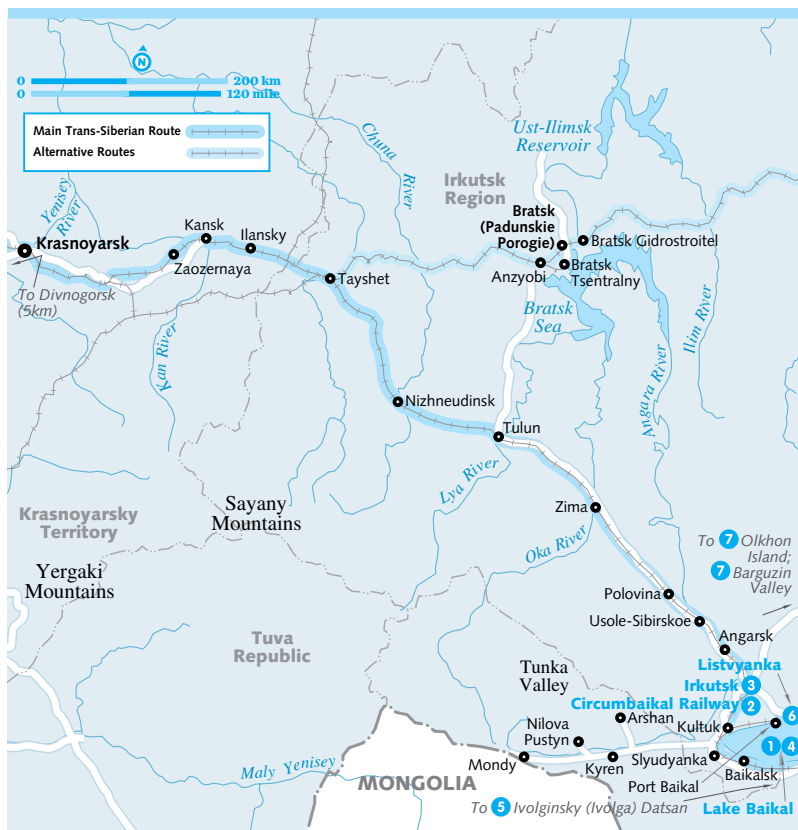 N
0 200 km
0 120 mile
Main Trans-Siberian Route
Alternative Routes
Yenisey
River
Chuna
River
Ust-Ilimsk
Reservoir
Irkutsk
Region
Krasnoyarsk
To Divnogorsk
(5km)
Kansk
Zaozernaya
Ilansky
Tayshet
Bratsk
(Padunskie
Porogie)
Bratsk Gidrostroitel
Anzyobi
Bratsk
Tsentralny
Bratsk
Sea
Kan River
Angara River
Ilim River
Nizhneudinsk
Tulun
Lya River
Sayany
Mountains
Zima
Oka River
Krasnoyarsky
Territory
Yergaki
Mountains
To 7 Olkhon
Island;
7 Barguzin
Valley
Polovina
Usole-Sibirskoe
Angarsk
Tuva
Republic
Tunka
Valley
Listvyanka
Irkutsk 3
Circumbaikal Railway 2
6
Arshan
Nilova
Pustyn
Kultuk
1 4
Mondy
Kyren
Slyudyanka
Baikalsk
Port Baikal
Maly Yenisey
MONGOLIA
To 5 Ivolginsky (Ivolga) Datsan
Lake Baikal